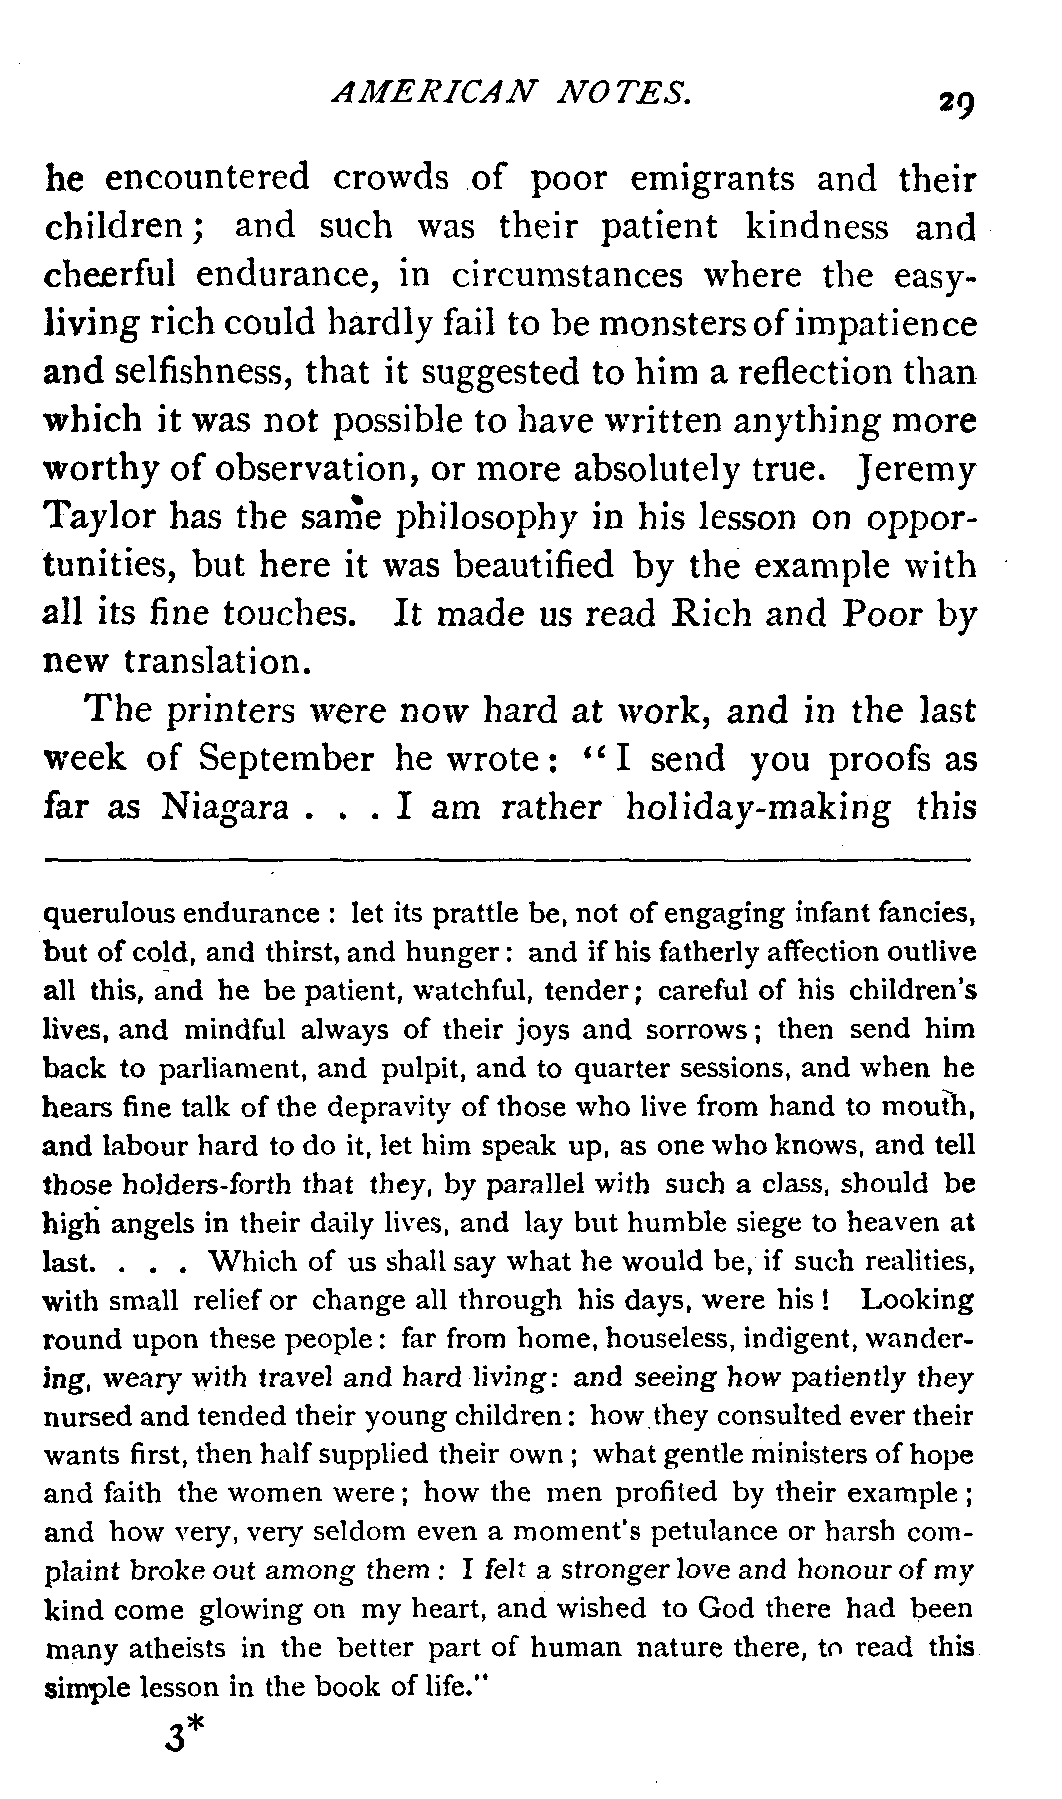 AMERICAN NOTES. 29
he encountered crowds of poor emigrants and their
children; and such was their patient kindness and
cheerful endurance, in circumstances where the easy-
living rich could hardly fail to be monsters of impatience
and selfishness, that it suggested to him a reflection than
which it was not possible to have written anything more
worthy of observation, or more absolutely true. Jeremy
Taylor has the same philosophy in his lesson on oppor-
tunities, but here it was beautified by the example with
all its fine touches. It made us read Rich and Poor by
new translation.
The printers were now hard at work, and in the last
week of September he wrote: "I send you proofs as
far as Niagara . . . I am rather holiday-making this
querulous endurance: let its prattle be, not of engaging infant fancies,
but of cold, and thirst, and hunger: and if his fatherly affection outlive
all this, and he be patient, watchful, tender; careful of his children's
lives, and mindful always of their joys and sorrows; then send him
back to parliament, and pulpit, and to quarter sessions, and when he
hears fine talk of the depravity of those who live from hand to mouth,
and labour hard to do it, let him speak up, as one who knows, and tell
those holders-forth that they, by parallel with such a class, should be
high angels in their daily lives, and lay but humble siege to heaven at
last. . . . Which of us shall say what he would be, if such realities,
with small relief or change all through his days, were his! Looking
round upon these people: far from home, houseless, indigent, wander-
ing, weary with travel and hard living: and seeing how patiently they
nursed and tended their young children: how they consulted ever their
wants first, then half supplied their own; what gentle ministers of hope
and faith the women were; how the men profited by their example;
and how very, very seldom even a moment's petulance or harsh com-
plaint broke out among them: I felt a stronger love and honour of my
kind come glowing on my heart, and wished to God there had been
many atheists in the better part of human nature there, to read this
simple lesson in the book of life."
3*